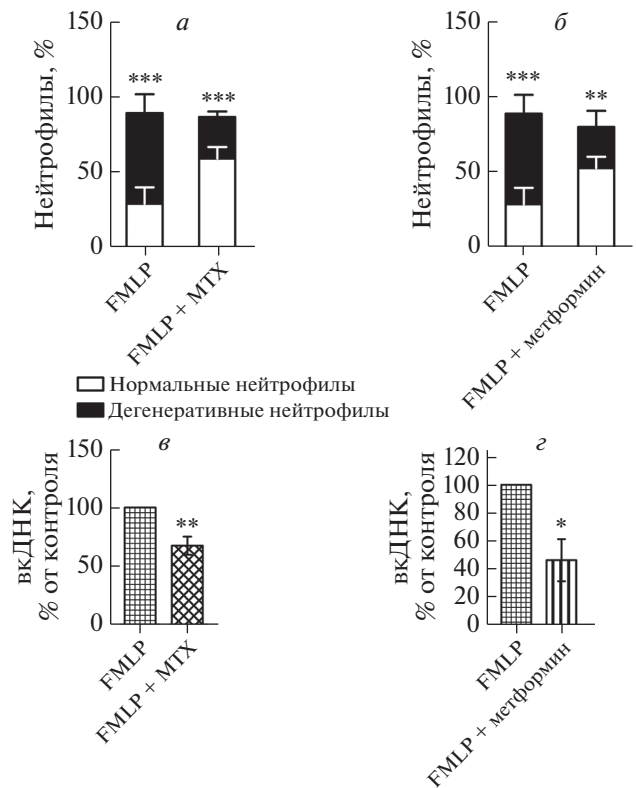 а
150
100
50
0
Нейтрофилы, %
***
***
FMLP
FMLP + MTX
б
150
100
50
0
Нейтрофилы, %
***
**
FMLP
FMLP + метформин
Нормальные нейтрофилы
Дегенеративные нейтрофилы
в
150
100
50
0
вкДНК,
% от контроля
**
FMLP
FMLP + MTX
г
120
100
80
60
40
20
0
вкДНК,
% от контроля
*
FMLP
FMLP + метформин